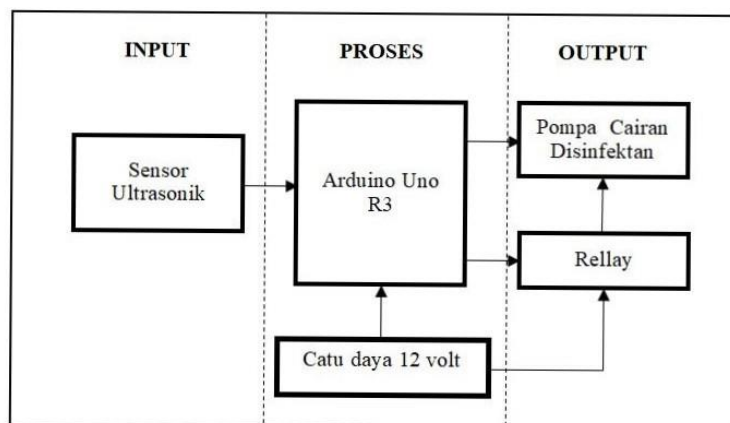 INPUT
PROSES
OUTPUT
Sensor
Ultrasonik
Arduino Uno
R3
Pompa Cairan
Disinfektan
Rellay
Catu daya 12 volt